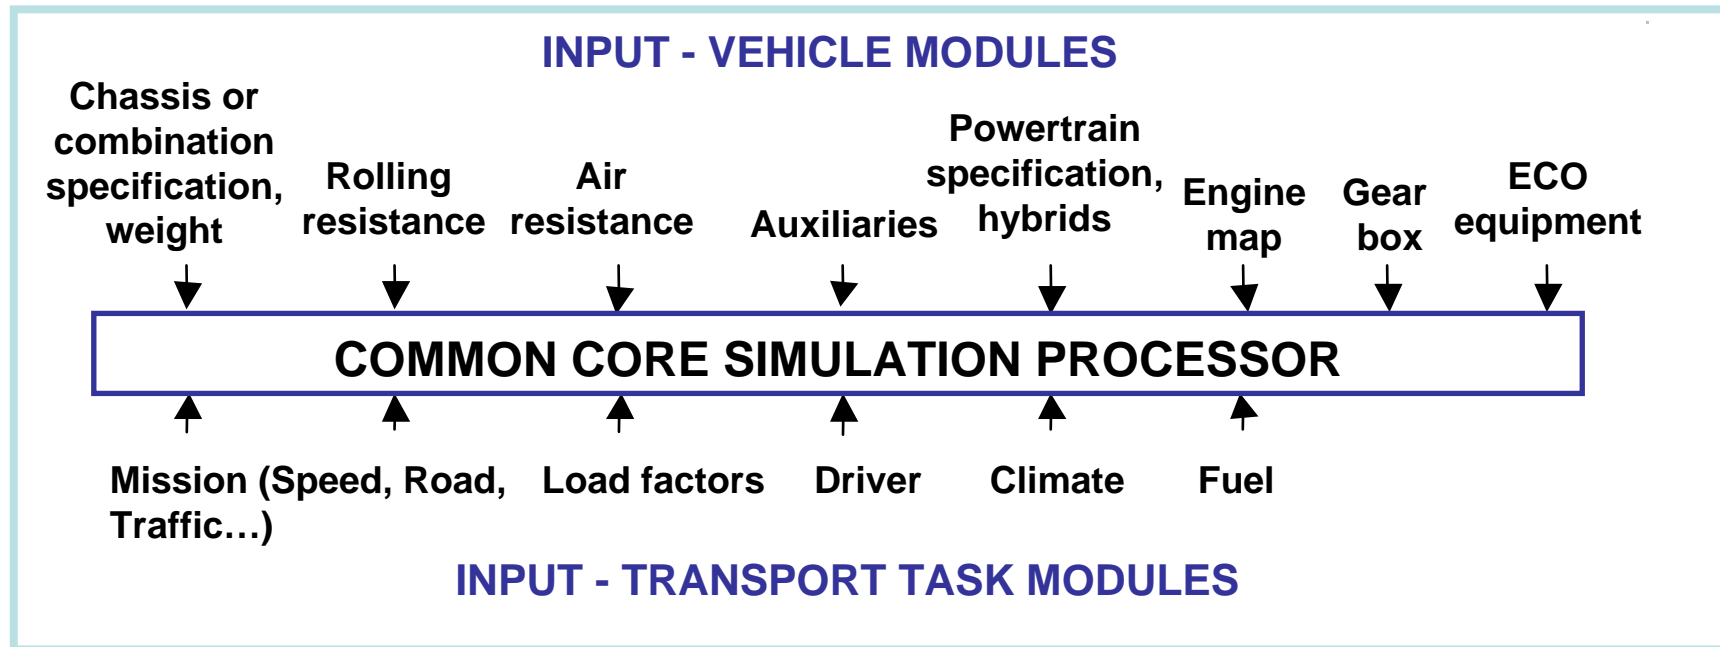 INPUT - VEHICLE MODULES
Chassis or
combination
specification,
weight
Rolling
resistance
Air
resistance
Auxiliaries
Powertrain
specification,
hybrids
Engine
map
Gear
box
ECO
equipment
COMMON CORE SIMULATION PROCESSOR
Mission (Speed, Road,
Traffic…)
Load factors
Driver
Climate
Fuel
INPUT - TRANSPORT TASK MODULES